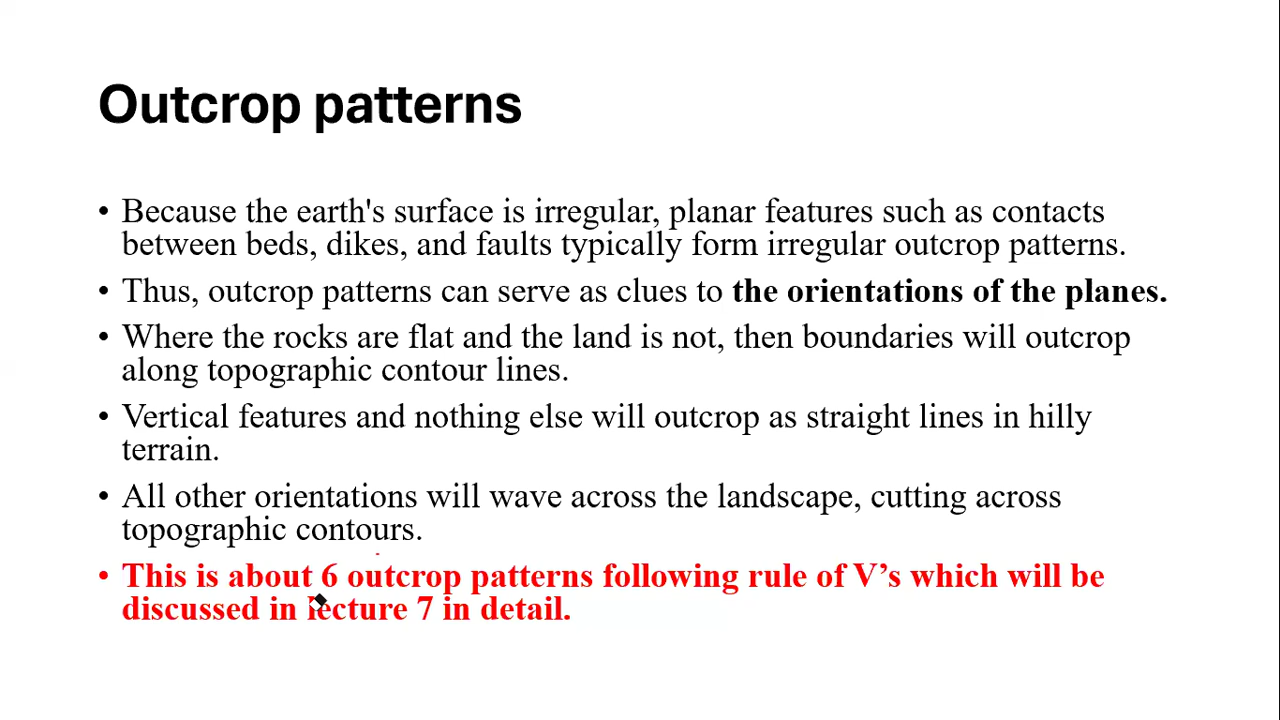 Outcrop patterns
• Because the earth's surface is irregular, planar features such as contacts
between beds, dikes, and faults typically form irregular outcrop patterns.
• Thus, outcrop patterns can serve as clues to the orientations of the planes.
• Where the rocks are flat and the land is not, then boundaries will outcrop
along topographic contour lines.
• Vertical features and nothing else will outcrop as straight lines in hilly
terrain.
• All other orientations will wave across the landscape, cutting across
topographic contours.
• This is about 6 outcrop patterns following rule of V’s which will be
discussed in lecture 7 in detail.